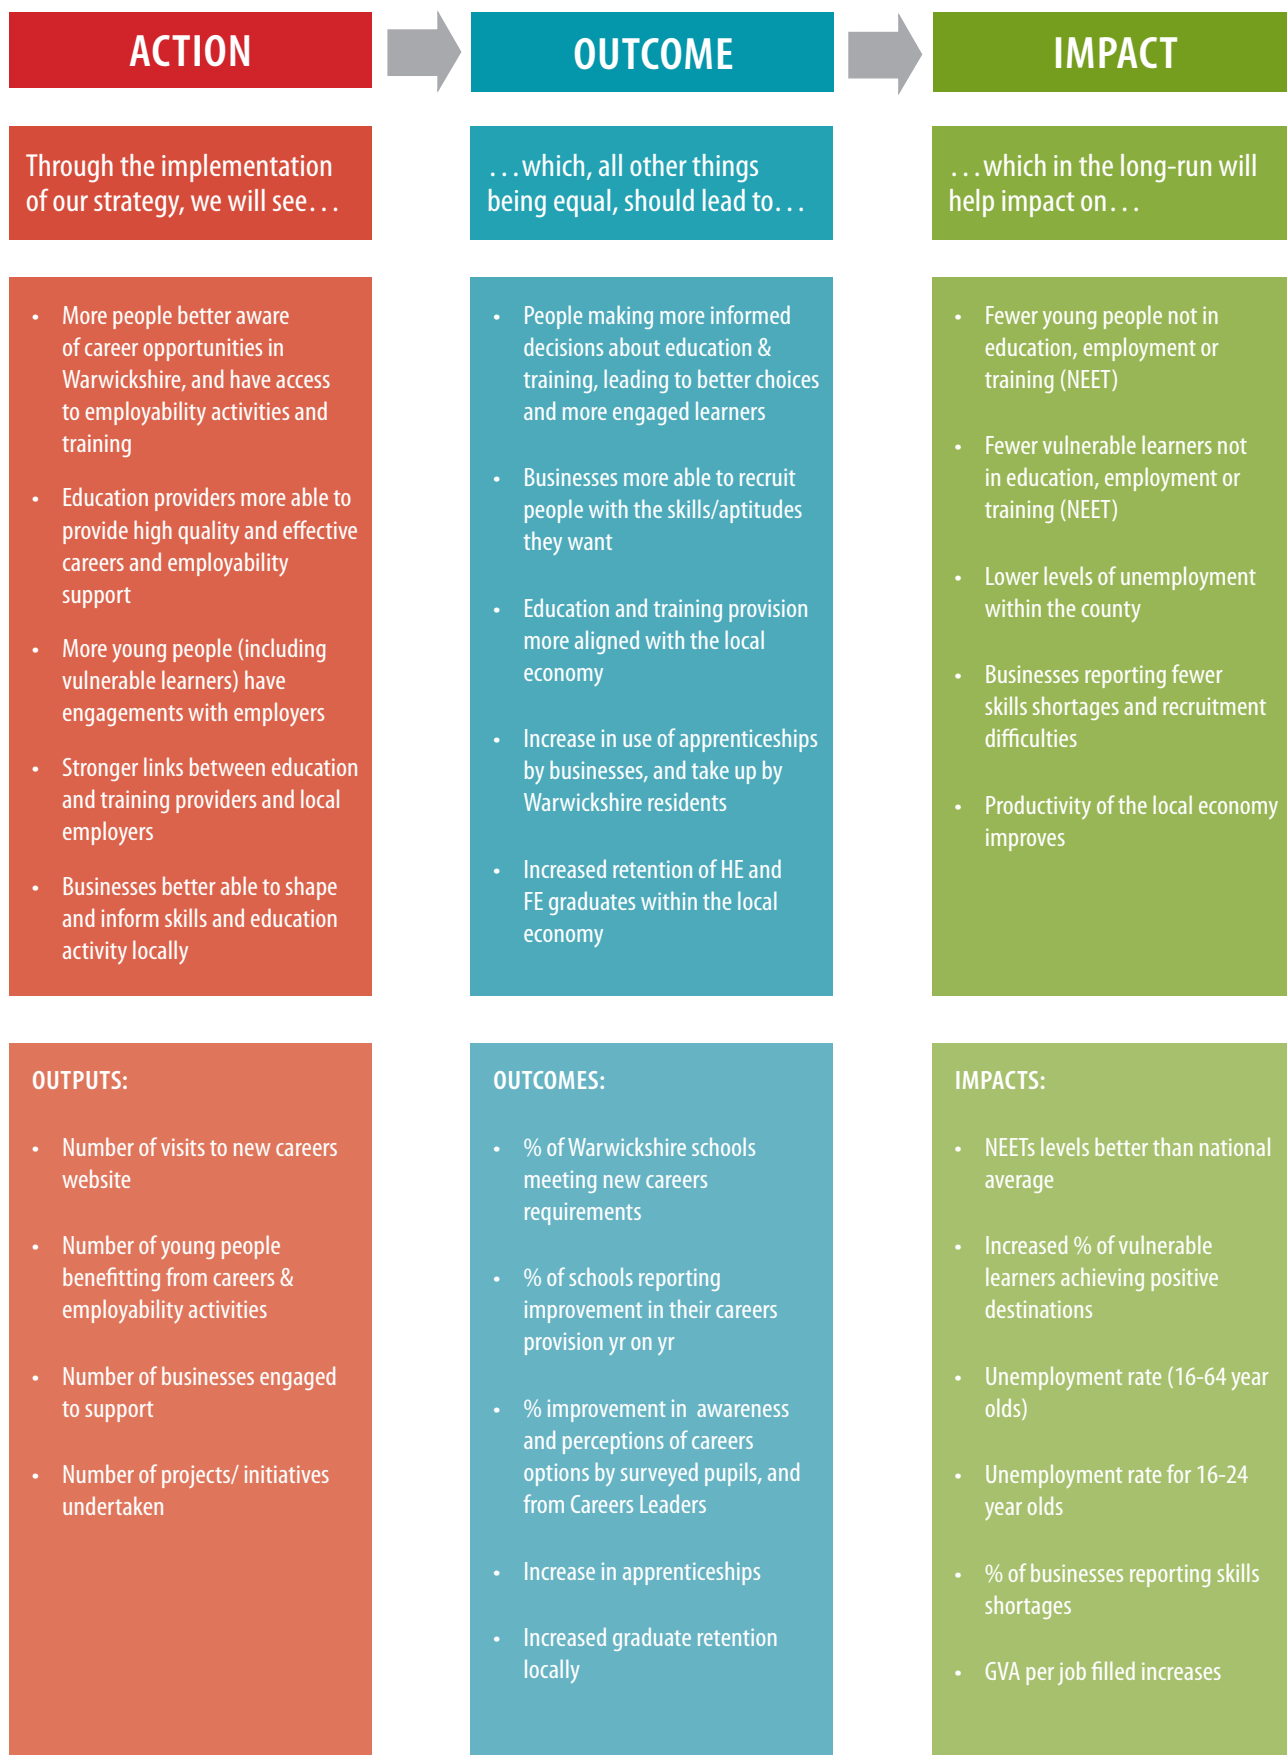 ACTION
OUTCOME
IMPACT
Through the implementation
of our strategy, we will see…
…which, all other things
being equal, should lead to…
…which in the long-run will
help impact on…
• More people better aware
of career opportunities in
Warwickshire, and have access
to employability activities and
training
• Education providers more able to
provide high quality and effective
careers and employability
support
• More young people (including
vulnerable learners) have
engagements with employers
• Stronger links between education
and training providers and local
employers
• Businesses better able to shape
and inform skills and education
activity locally
• People making more informed
decisions about education &
training, leading to better choices
and more engaged learners
• Businesses more able to recruit
people with the skills/aptitudes
they want
• Education and training provision
more aligned with the local
economy
• Increase in use of apprenticeships
by businesses, and take up by
Warwickshire residents
• Increased retention of HE and
FE graduates within the local
economy
• Fewer young people not in
education, employment or
training (NEET)
• Fewer vulnerable learners not
in education, employment or
training (NEET)
• Lower levels of unemployment
within the county
• Businesses reporting fewer
skills shortages and recruitment
difficulties
• Productivity of the local economy
improves
OUTPUTS:
• Number of visits to new careers
website
• Number of young people
benefitting from careers &
employability activities
• Number of businesses engaged
to support
• Number of projects/ initiatives
undertaken
OUTCOMES:
• % of Warwickshire schools
meeting new careers
requirements
• % of schools reporting
improvement in their careers
provision yr on yr
• % improvement in awareness
and perceptions of careers
options by surveyed pupils, and
from Careers Leaders
• Increase in apprenticeships
• Increased graduate retention
locally
IMPACTS:
• NEETs levels better than national
average
• Increased % of vulnerable
learners achieving positive
destinations
• Unemployment rate (16-64 year
olds)
• Unemployment rate for 16-24
year olds
• % of businesses reporting skills
shortages
• GVA per job filled increases